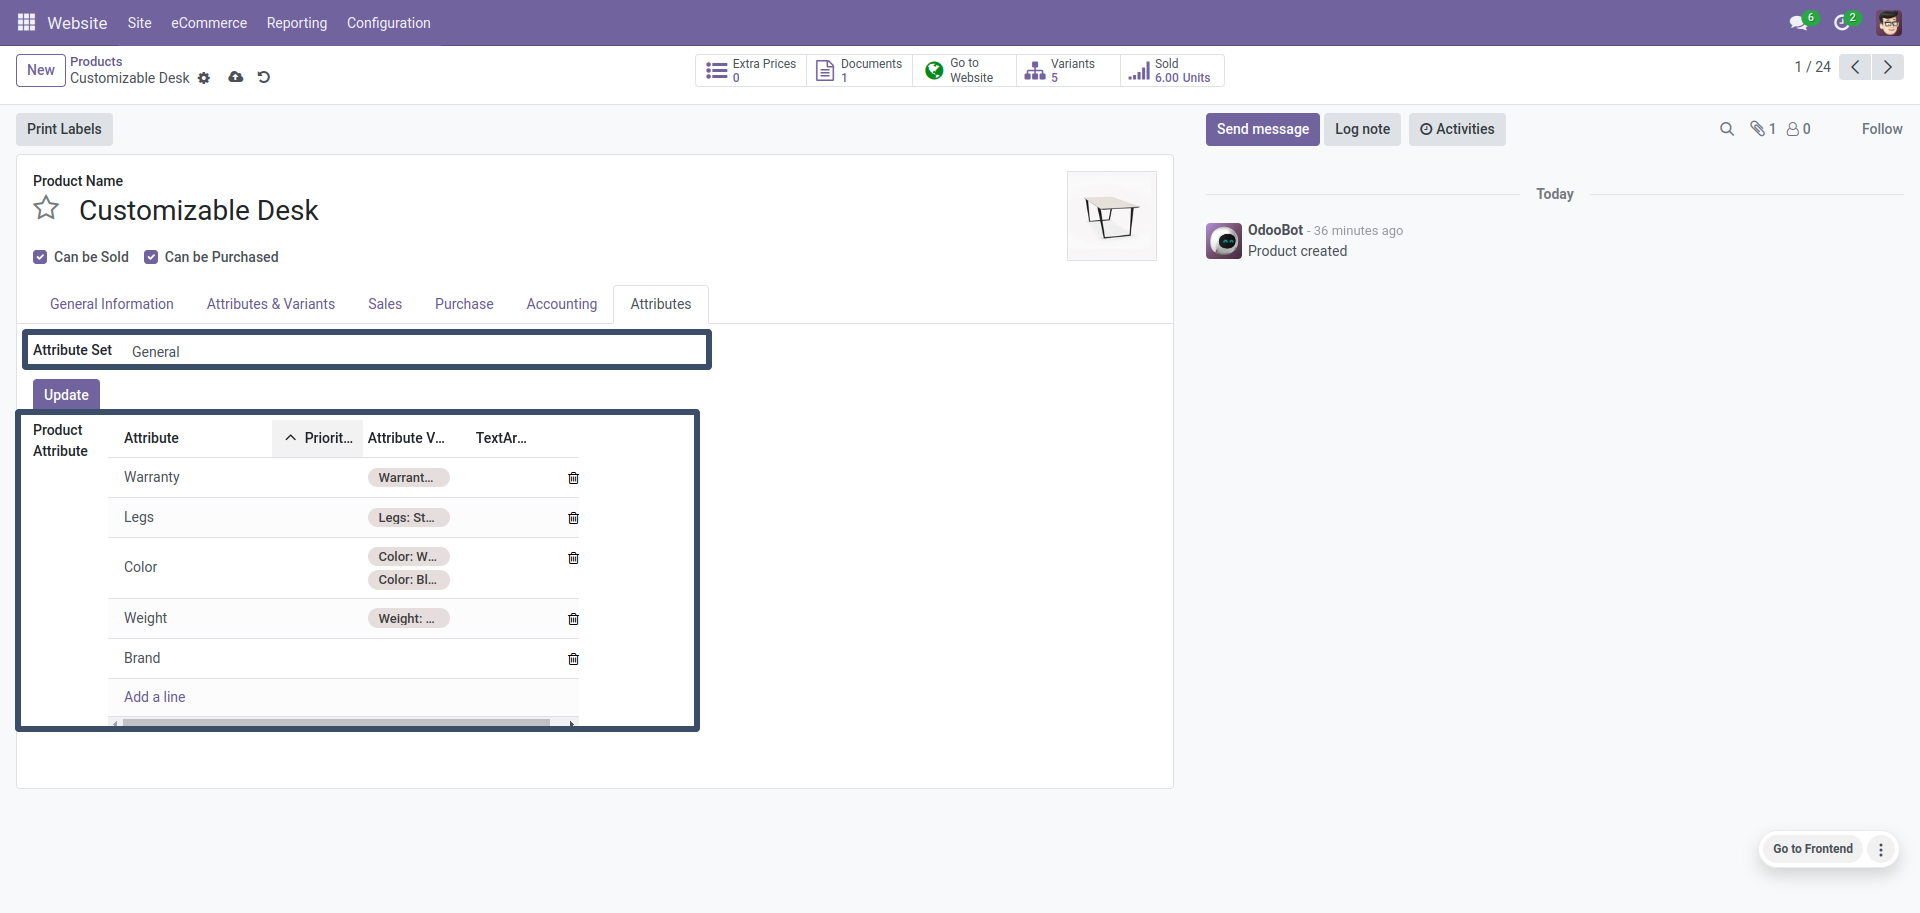 Website Site eCommerce Reporting Configuration 6 2
New
Products
Customizable Desk
Extra Prices
0
Documents
1
Go to
Website
Variants
5
Sold
6.00 Units
1 / 24
Print Labels
Send message Log note Activities 1 0 Follow
Product Name
Customizable Desk
Can be Sold Can be Purchased
General Information Attributes & Variants Sales Purchase Accounting Attributes
Attribute Set General
Update
Product
Attribute
Attribute Priorit... Attribute V... TextAr...
Warranty Warrant...
Legs Legs: St...
Color
Color: W...
Color: Bl...
Weight Weight: ...
Brand
Add a line
Today
OdooBot - 36 minutes ago
Product created
Go to Frontend